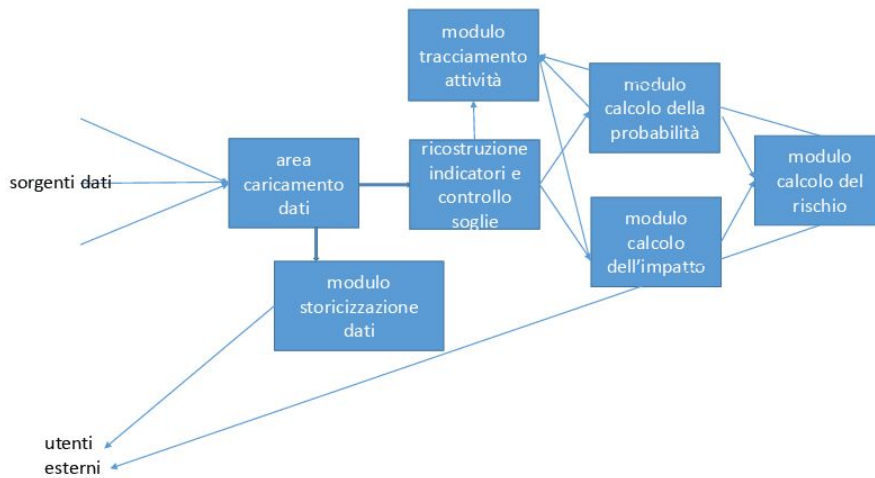 modulo
tracciamento
attività
modulo
calcolo della
probabilità
area
caricamento
dati
ricostruzione
indicatori e
controllo
soglie
modulo
calcolo del
rischio
sorgenti dati
modulo
calcolo
dell'impatto
modulo
storicizzazione
dati
utenti
esterni